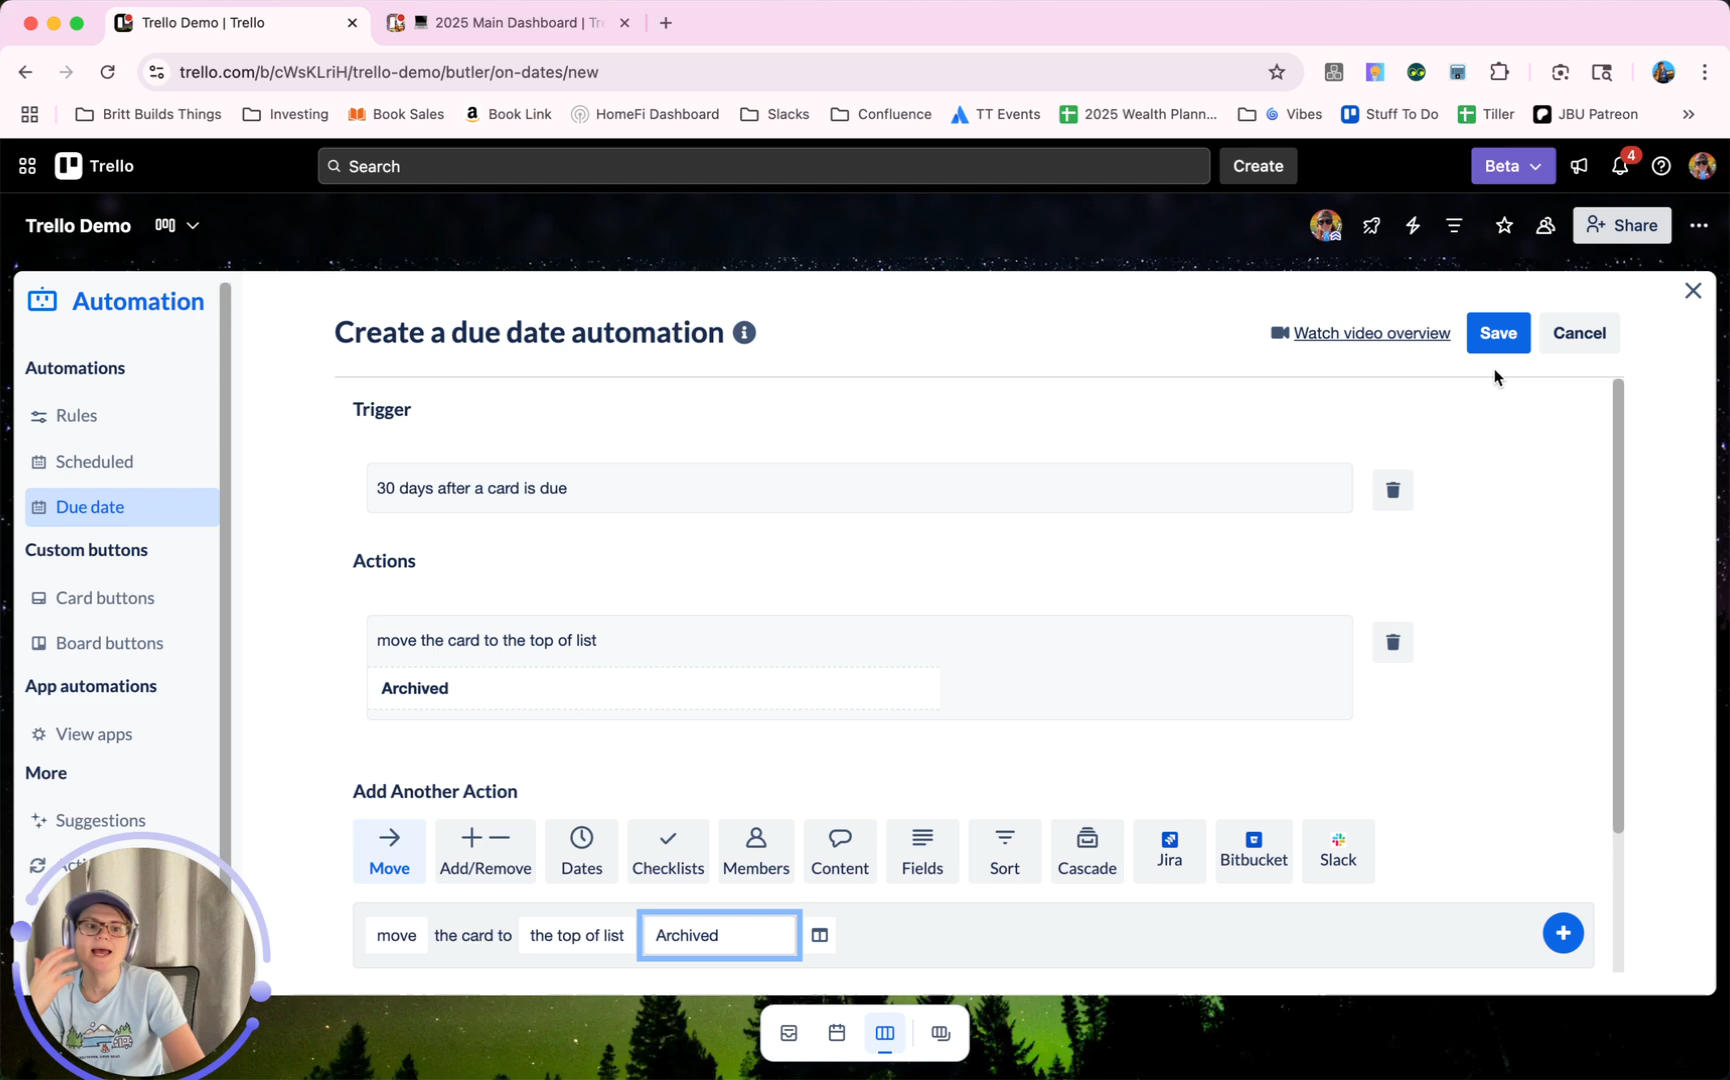 Trello Demo | Trello
2025 Main Dashboard | Tre
trello.com/b/cWsKLriH/trello-demo/butler/on-dates/new
Britt Builds Things
Investing
Book Sales
Book Link
HomeFi Dashboard
Slacks
Confluence
TT Events
2025 Wealth Plann...
Vibes
Stuff To Do
Tiller
JBU Patreon
Trello
Search
Create
Beta
4
Trello Demo
Share
Automation
Automations
Rules
Scheduled
Due date
Custom buttons
Card buttons
Board buttons
App automations
View apps
More
Suggestions
Create a due date automation
Watch video overview
Save
Cancel
Trigger
30 days after a card is due
Actions
move the card to the top of list
Archived
Add Another Action
Move
Add/Remove
Dates
Checklists
Members
Content
Fields
Sort
Cascade
Jira
Bitbucket
Slack
move the card to the top of list Archived